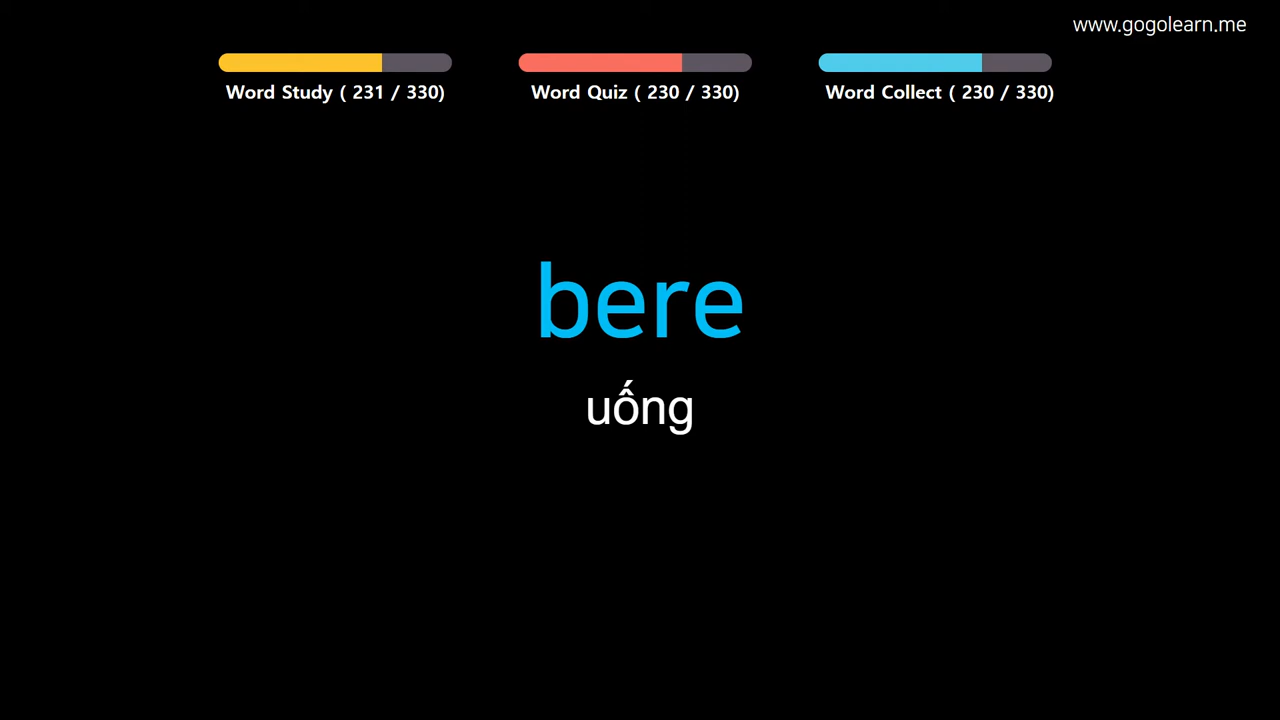 www.gogolearn.me
Word Study ( 231 / 330)
Word Quiz ( 230 / 330)
Word Collect ( 230 / 330)
bere
uống